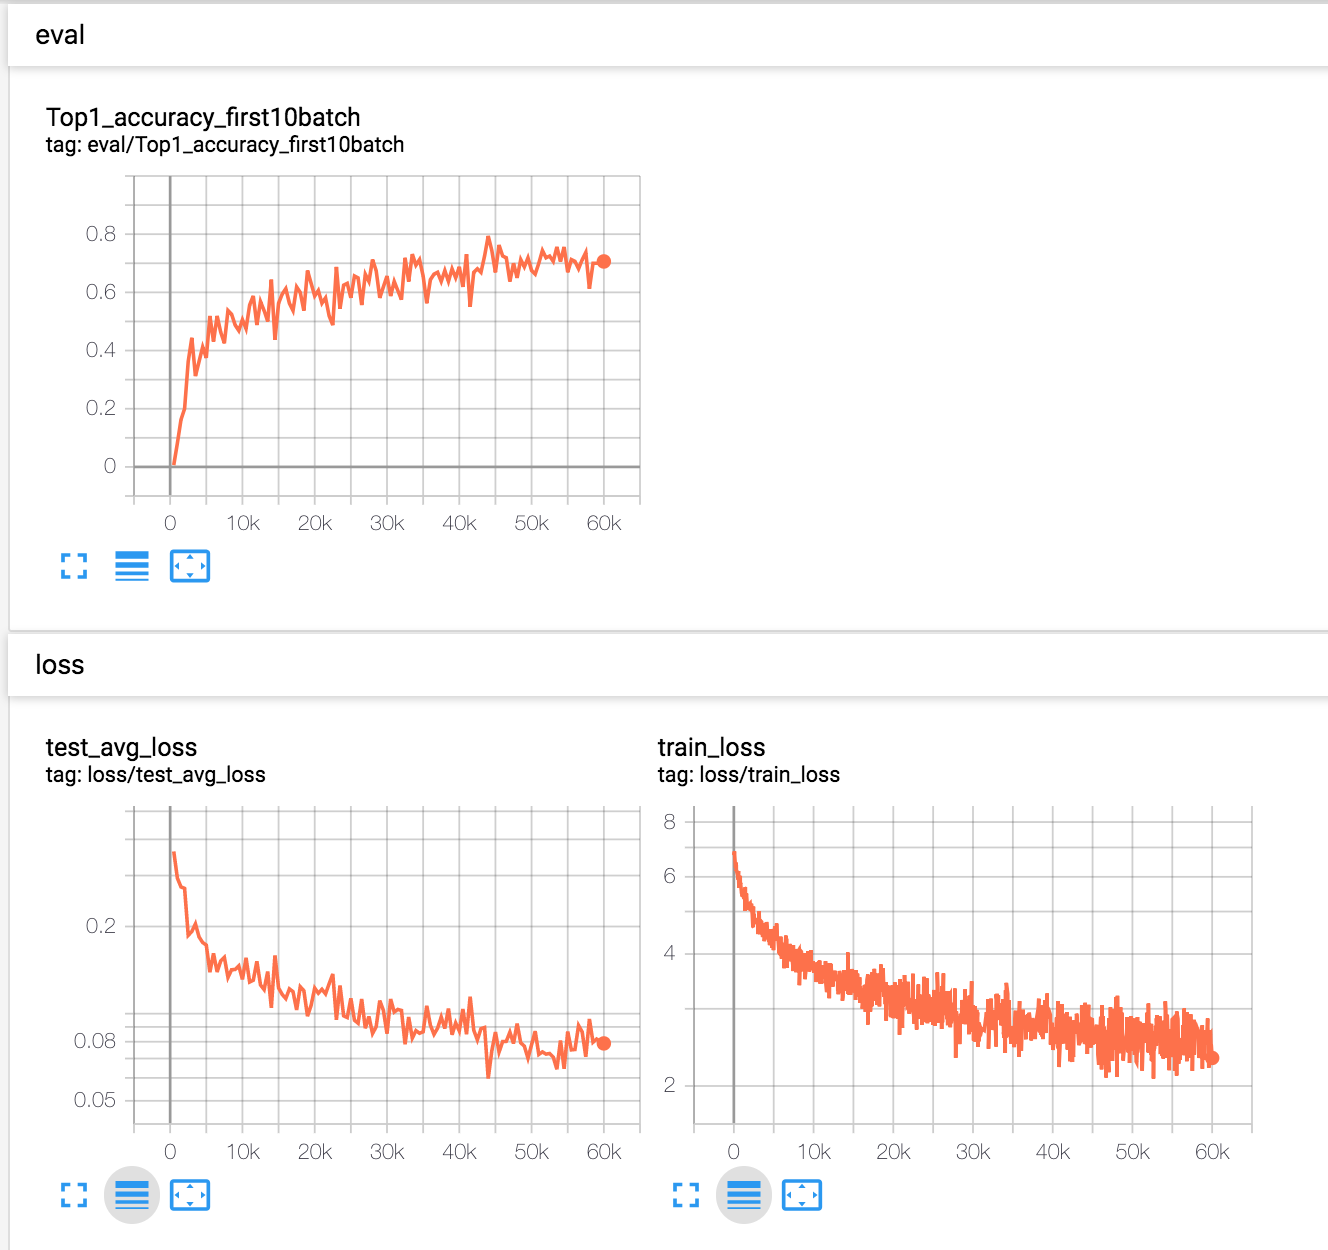 eval
Top1_accuracy_first10batch
tag: eval/Top1_accuracy_first10batch
0.8
0.6
0.4
0.2
0
0 10k 20k 30k 40k 50k 60k
loss
test_avg_loss
tag: loss/test_avg_loss
0.2
0.08
0.05
0 10k 20k 30k 40k 50k 60k
train_loss
tag: loss/train_loss
8
6
4
2
0 10k 20k 30k 40k 50k 60k